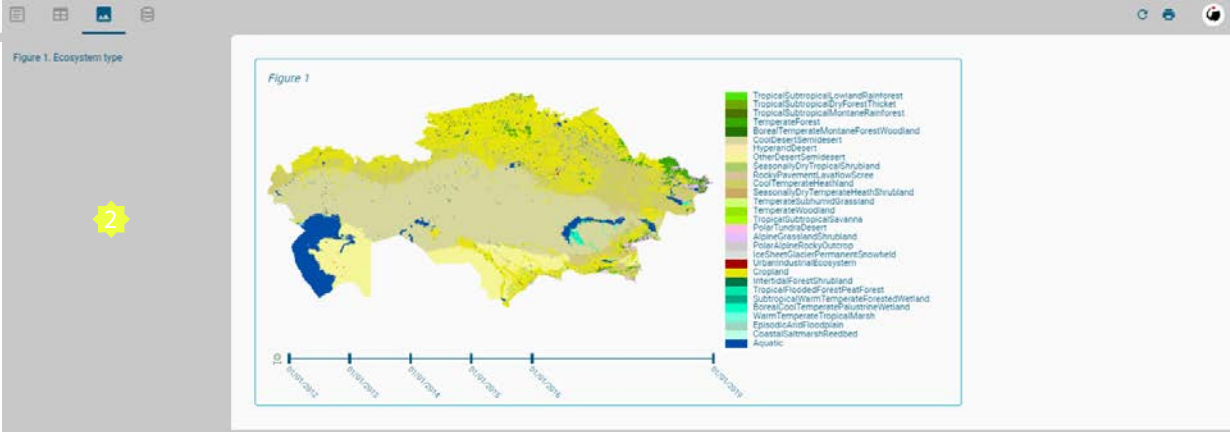 Figure 1. Ecosystem type
2
Figure 1
TropicalSubtropicalLowlandRainforest
TropicalSubtropicalDryForestThicket
TropicalSubtropicalMontaneRainforest
TemperateForest
BorealTemperateMontaneForestWoodland
CoolDesertSemidesert
HyperaridDesert
OtherDesertSemidesert
SeasonallyDryTropicalShrubland
RockyPavementLavaflowScree
CoolTemperateHeathland
SeasonallyDryTemperateHeathShrubland
TemperateSubhumidGrassland
TemperateWoodland
TropicalSubtropicalSavanna
PolarTundraDesert
AlpineGrasslandShrubland
PolarAlpineRockyOutcrop
IceSheetGlacierPermanentSnowfield
UrbanIndustrialEcosystem
Cropland
IntertidalForestShrubland
TropicalFloodedForestPeatForest
SubtropicalWarmTemperateForestedWetland
BorealCoolTemperatePalustrineWetland
WarmTemperateTropicalMarsh
EpisodicAridFloodplain
CoastalSaltmarshReedbed
Aquatic
01/01/2012
01/01/2013
01/01/2014
01/01/2015
01/01/2016
01/01/2019